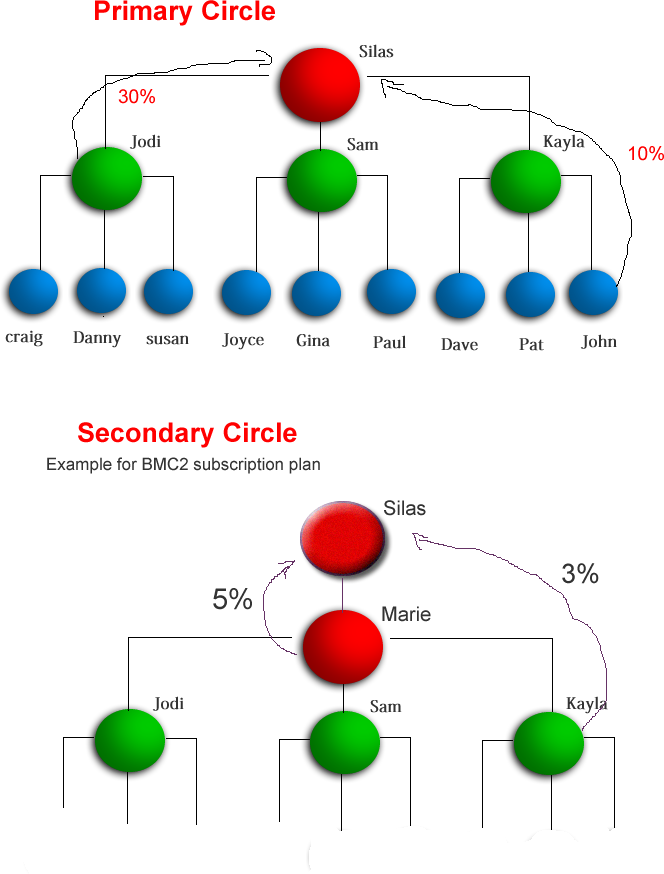 Primary Circle
Silas
30%
Jodi
Sam
Kayla
10%
craig
Danny
susan
Joyce
Gina
Paul
Dave
Pat
John
Secondary Circle
Example for BMC2 subscription plan
Silas
5%
3%
Marie
Jodi
Sam
Kayla